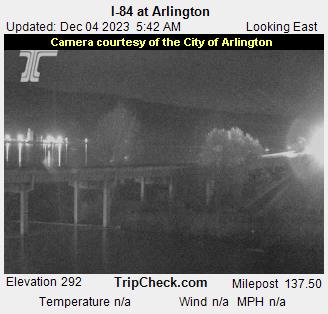 I-84 at Arlington
Updated: Dec 04 2023 5:42 AM Looking East
Camera courtesy of the City of Arlington
Elevation 292 TripCheck.com Milepost 137.50
Temperature n/a Wind n/a MPH n/a